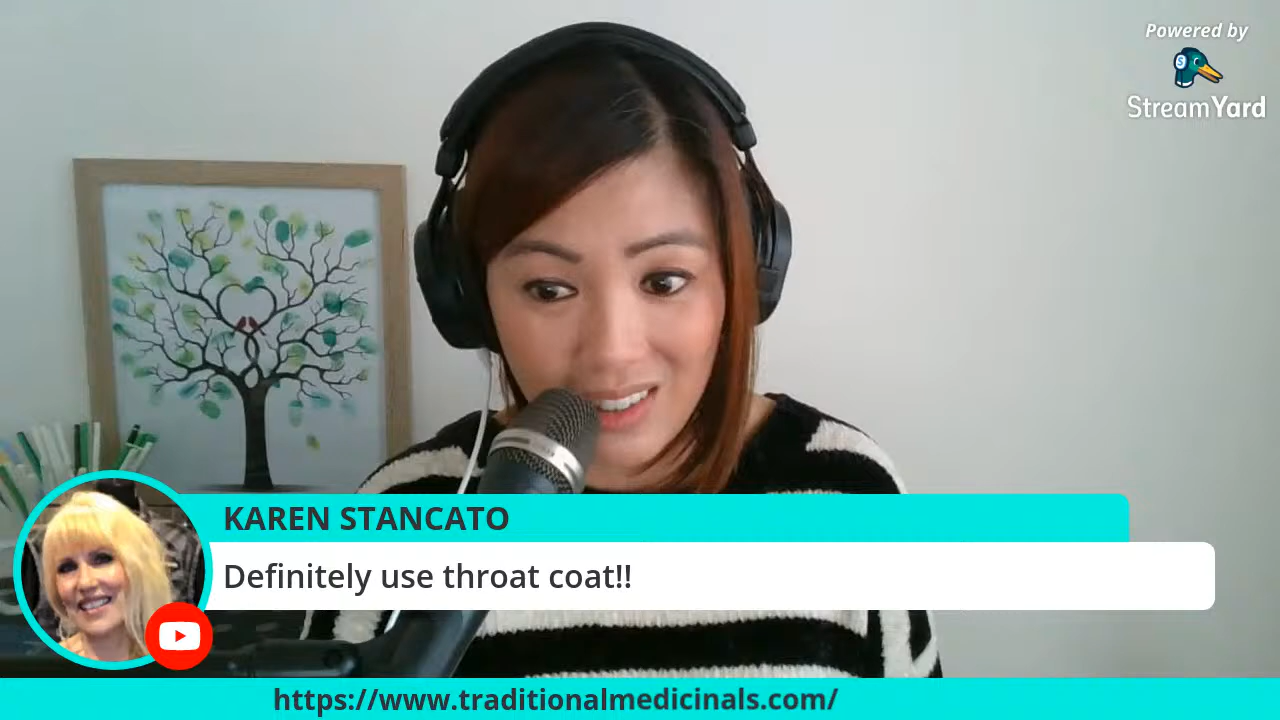 Powered by
StreamYard
KAREN STANCATO
Definitely use throat coat!!
https://www.traditionalmedicinals.com/